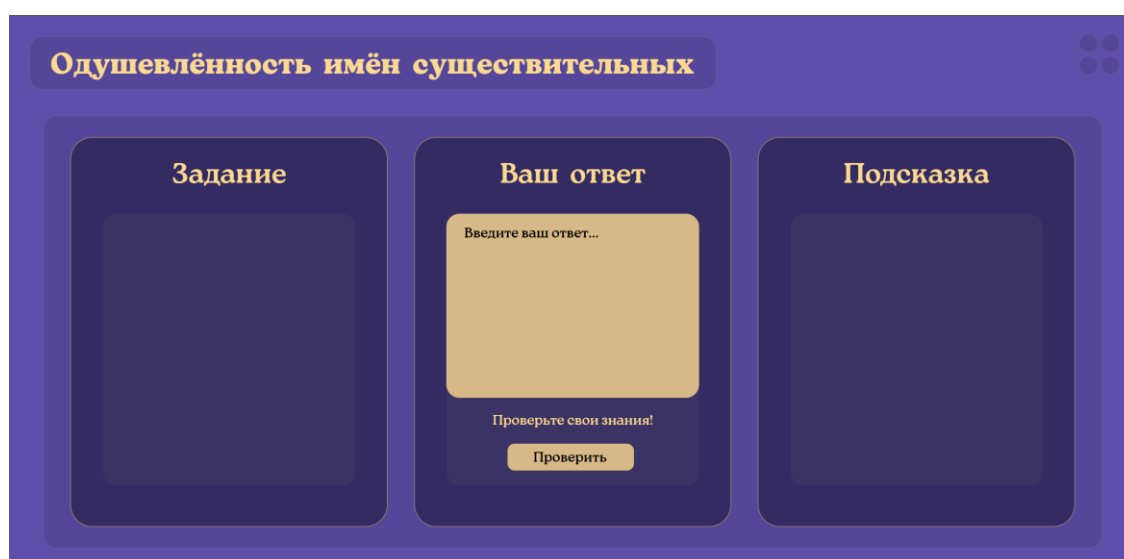 Одушевлённость имён существительных
Задание
Ваш ответ
Подсказка
Введите ваш ответ...
Проверьте свои знания!
Проверить